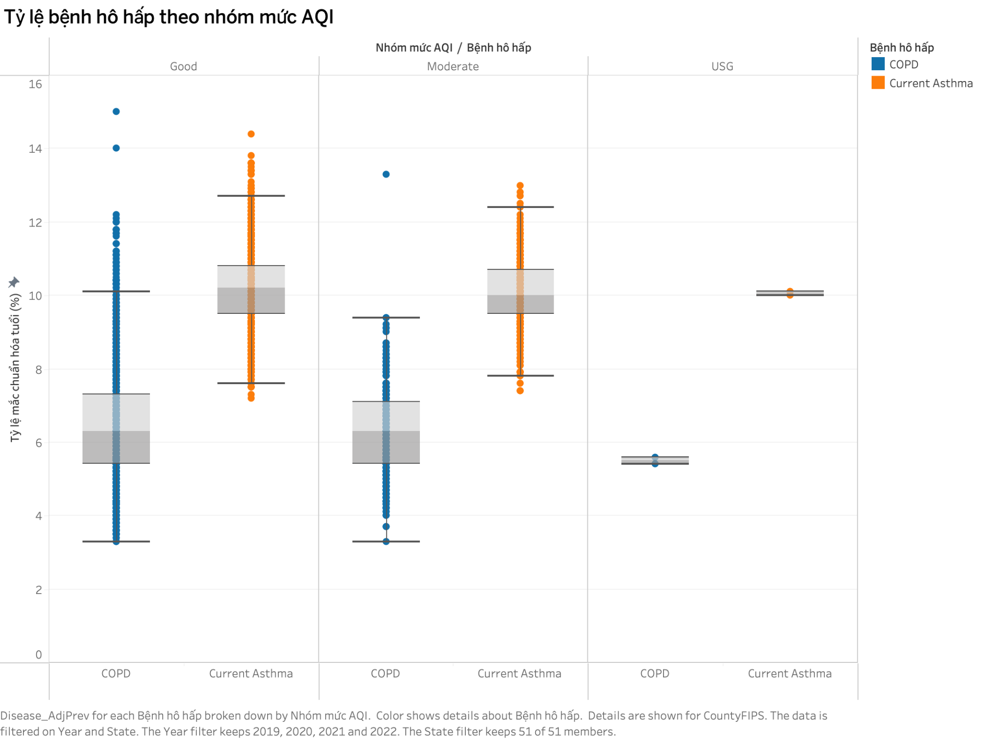 Tỷ lệ bệnh hô hấp theo nhóm mức AQI
Nhóm mức AQI / Bệnh hô hấp
Good
Moderate
USG
Bệnh hô hấp
COPD
Current Asthma
Tỷ lệ mắc chuẩn hóa tuổi (%)
16
14
12
10
8
6
4
2
0
COPD
Current Asthma
COPD
Current Asthma
COPD
Current Asthma
Disease_AdjPrev for each Bệnh hô hấp broken down by Nhóm mức AQI.  Color shows details about Bệnh hô hấp.  Details are shown for CountyFIPS. The data is
filtered on Year and State. The Year filter keeps 2019, 2020, 2021 and 2022. The State filter keeps 51 of 51 members.